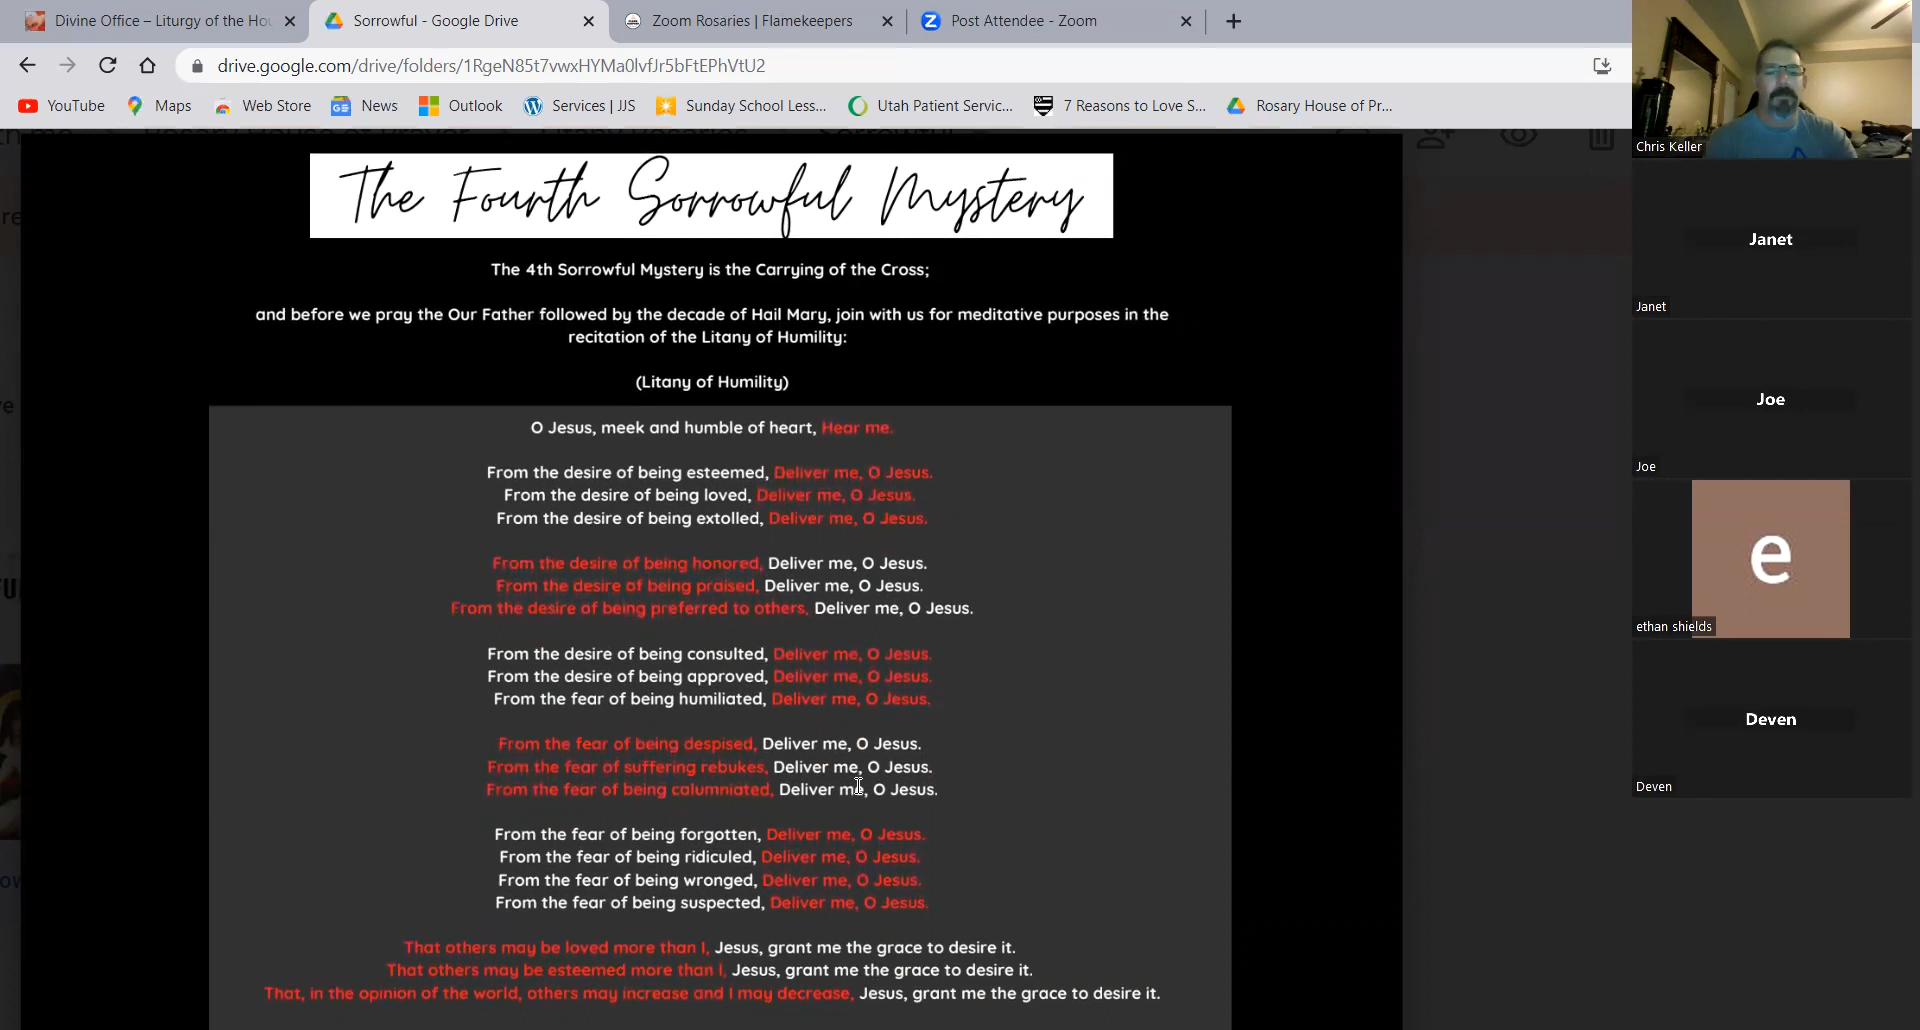 Divine Office – Liturgy of the Hou
Sorrowful - Google Drive
Zoom Rosaries | Flamekeepers
Post Attendee - Zoom
drive.google.com/drive/folders/1RgeN85t7vwxHYMa0lvfJr5bFtEPhVtU2
YouTube
Maps
Web Store
News
Outlook
Services | JJS
Sunday School Less...
Utah Patient Servic...
7 Reasons to Love S...
Rosary House of Pr...
The Fourth Sorrowful Mystery
The 4th Sorrowful Mystery is the Carrying of the Cross;
and before we pray the Our Father followed by the decade of Hail Mary, join with us for meditative purposes in the
recitation of the Litany of Humility:
(Litany of Humility)
O Jesus, meek and humble of heart, Hear me.
From the desire of being esteemed, Deliver me, O Jesus.
From the desire of being loved, Deliver me, O Jesus.
From the desire of being extolled, Deliver me, O Jesus.
From the desire of being honored, Deliver me, O Jesus.
From the desire of being praised, Deliver me, O Jesus.
From the desire of being preferred to others, Deliver me, O Jesus.
From the desire of being consulted, Deliver me, O Jesus.
From the desire of being approved, Deliver me, O Jesus.
From the fear of being humiliated, Deliver me, O Jesus.
From the fear of being despised, Deliver me, O Jesus.
From the fear of suffering rebukes, Deliver me, O Jesus.
From the fear of being calumniated, Deliver me, O Jesus.
From the fear of being forgotten, Deliver me, O Jesus.
From the fear of being ridiculed, Deliver me, O Jesus.
From the fear of being wronged, Deliver me, O Jesus.
From the fear of being suspected, Deliver me, O Jesus.
That others may be loved more than I, Jesus, grant me the grace to desire it.
That others may be esteemed more than I, Jesus, grant me the grace to desire it.
That, in the opinion of the world, others may increase and I may decrease, Jesus, grant me the grace to desire it.
Chris Keller
Janet
Janet
Joe
Joe
e
ethan shields
Deven
Deven